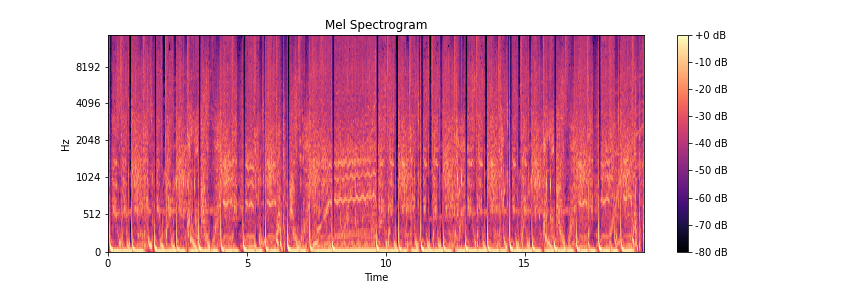 Mel Spectrogram
+0 dB
8192
-10 dB
4096
-20 dB
-30 dB
2048
Hz
-40 dB
1024
-50 dB
512
-60 dB
-70 dB
0
-80 dB
0 5 10 15
Time